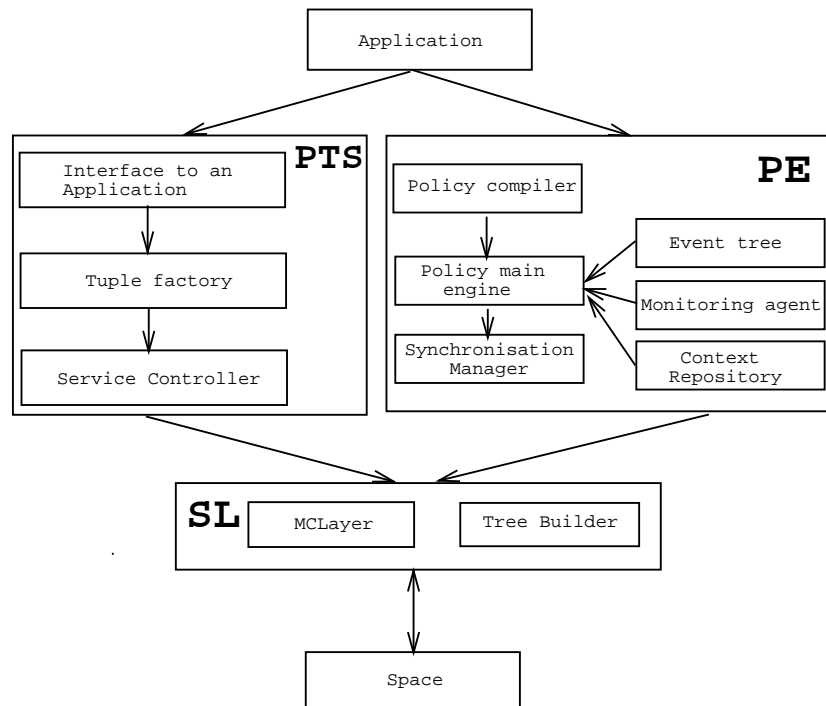 Application
PTS
Interface to an
Application
Tuple factory
Service Controller
PE
Policy compiler
Policy main
engine
Synchronisation
Manager
Event tree
Monitoring agent
Context
Repository
SL
MCLayer
Tree Builder
Space